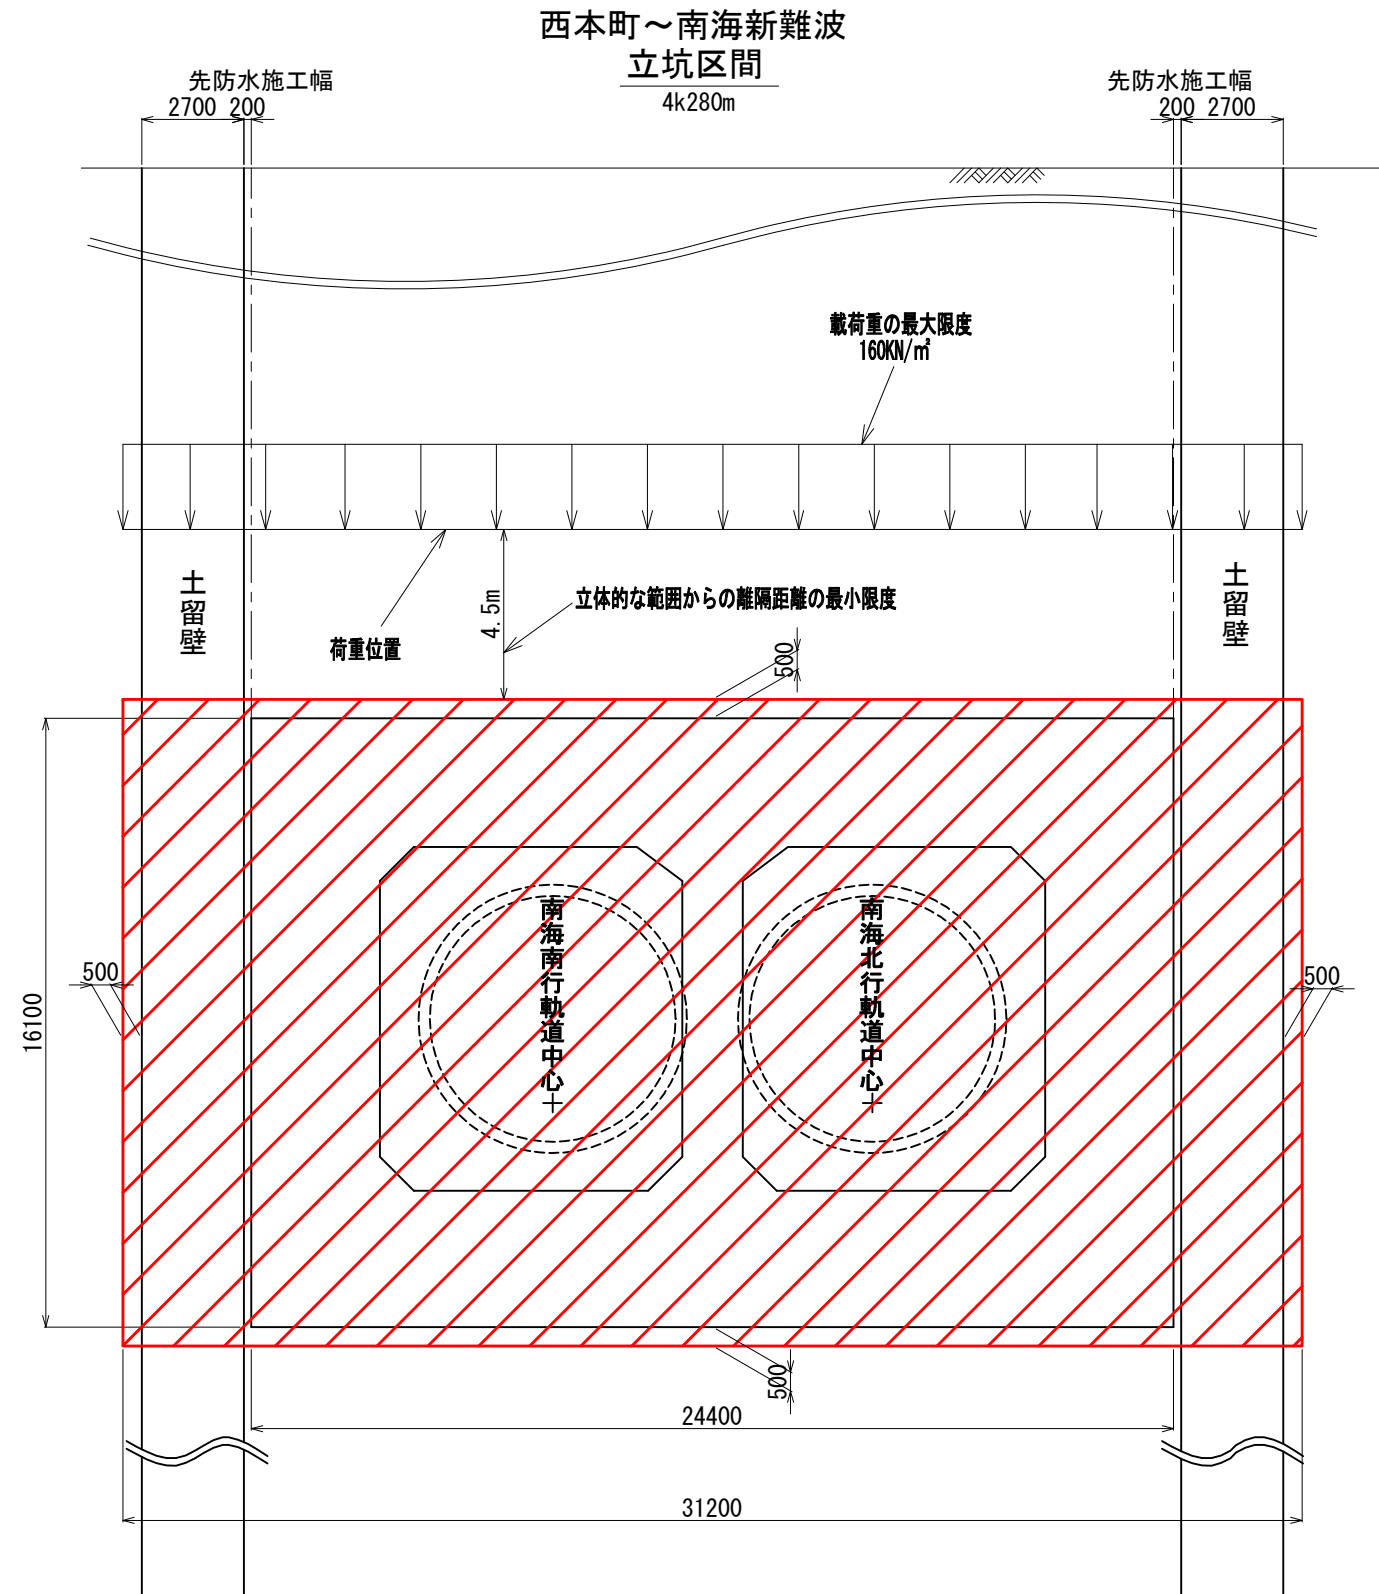 西本町～南海新難波
立坑区間
4k280m
先防水施工幅
2700 200
先防水施工幅
200 2700
載荷重の最大限度
160KN/㎡
土留壁
土留壁
4.5m
立体的な範囲からの離隔距離の最小限度
荷重位置
500
南海南行軌道中心
南海北行軌道中心
500
500
16100
500
24400
31200